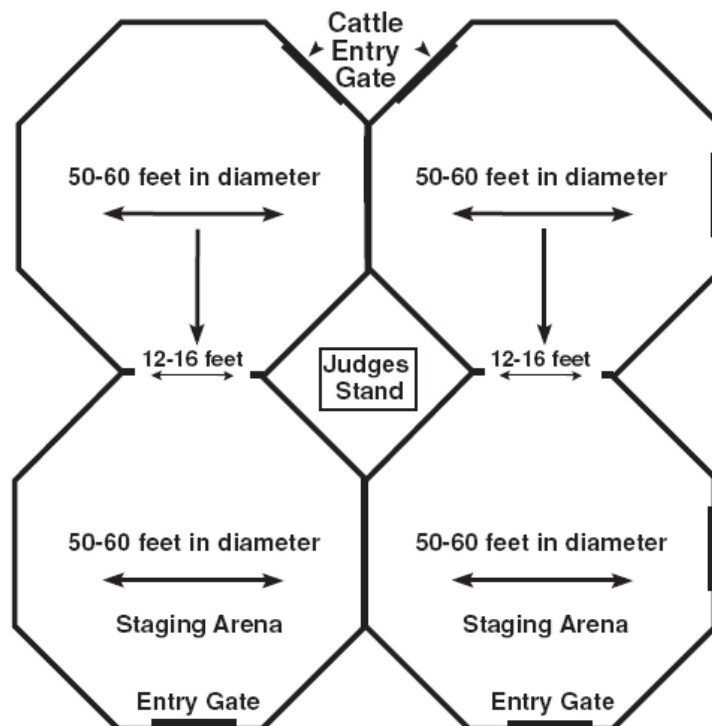 Cattle
Entry
Gate
50-60 feet in diameter
50-60 feet in diameter
12-16 feet
Judges
Stand
12-16 feet
50-60 feet in diameter
50-60 feet in diameter
Staging Arena
Staging Arena
Entry Gate
Entry Gate